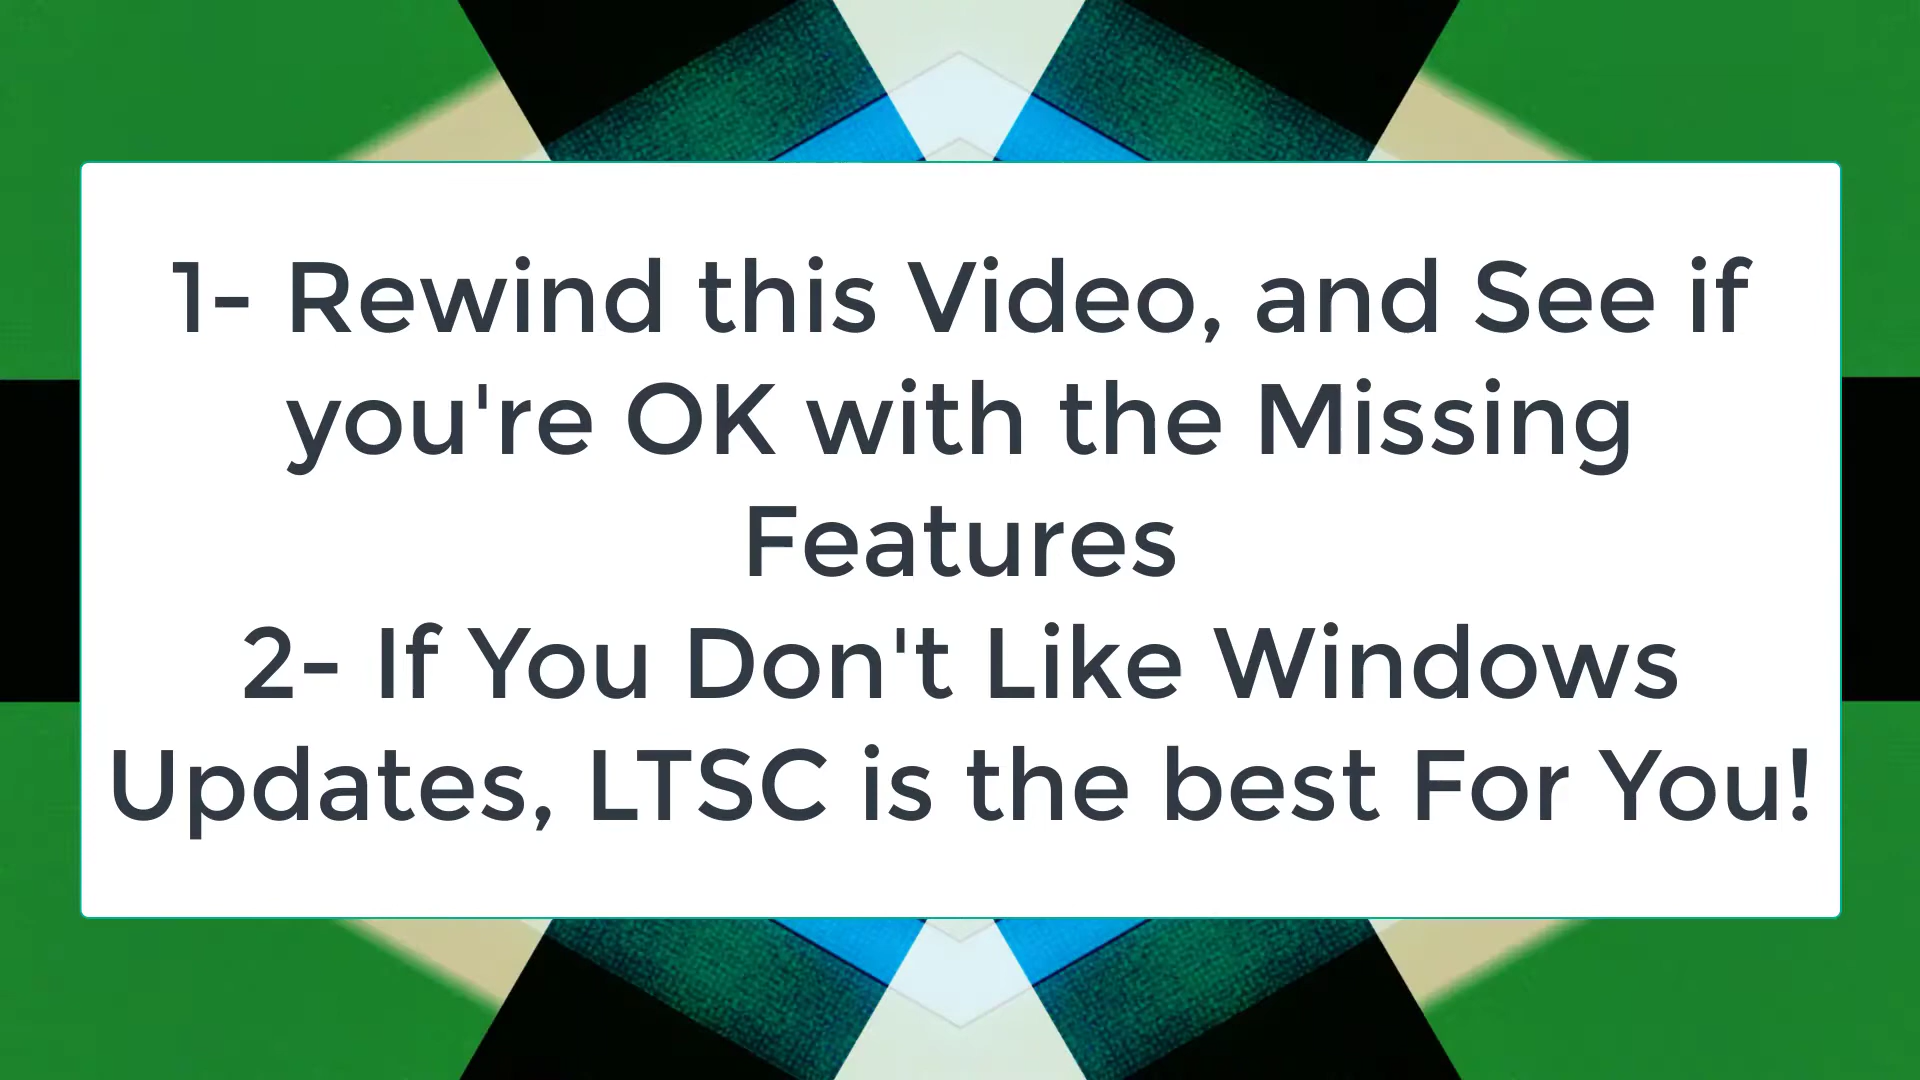 1- Rewind this Video, and See if
you're OK with the Missing
Features
2- If You Don't Like Windows
Updates, LTSC is the best For You!